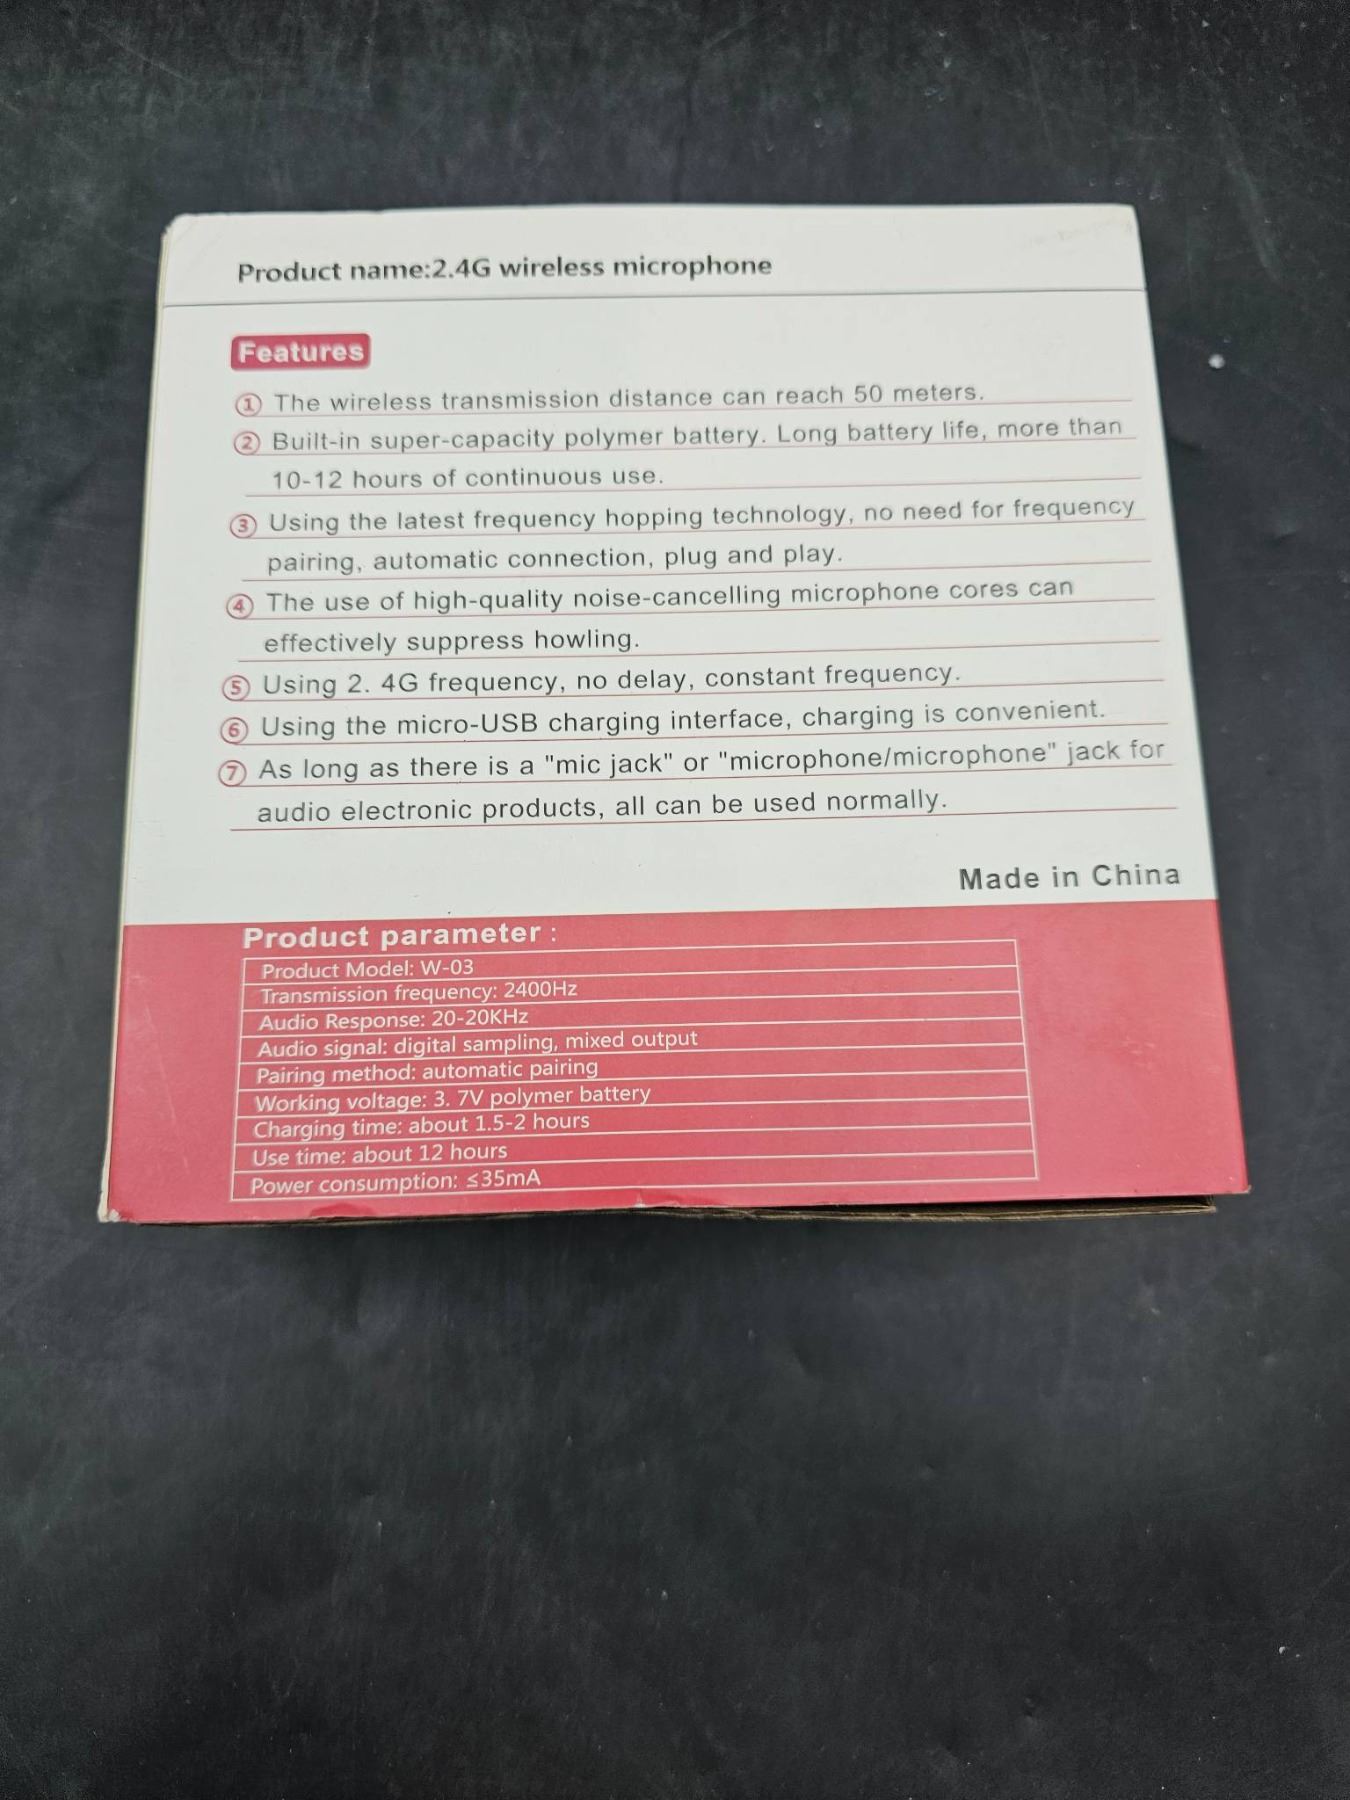 Product name:2.4G wireless microphone
Features
① The wireless transmission distance can reach 50 meters.
② Built-in super-capacity polymer battery. Long battery life, more than
10-12 hours of continuous use.
③ Using the latest frequency hopping technology, no need for frequency
pairing, automatic connection, plug and play.
④ The use of high-quality noise-cancelling microphone cores can
effectively suppress howling.
⑤ Using 2. 4G frequency, no delay, constant frequency.
⑥ Using the micro-USB charging interface, charging is convenient.
⑦ As long as there is a "mic jack" or "microphone/microphone" jack for
audio electronic products, all can be used normally.
Made in China
Product parameter :
Product Model: W-03
Transmission frequency: 2400Hz
Audio Response: 20-20KHz
Audio signal: digital sampling, mixed output
Pairing method: automatic pairing
Working voltage: 3. 7V polymer battery
Charging time: about 1.5-2 hours
Use time: about 12 hours
Power consumption: ≤35mA